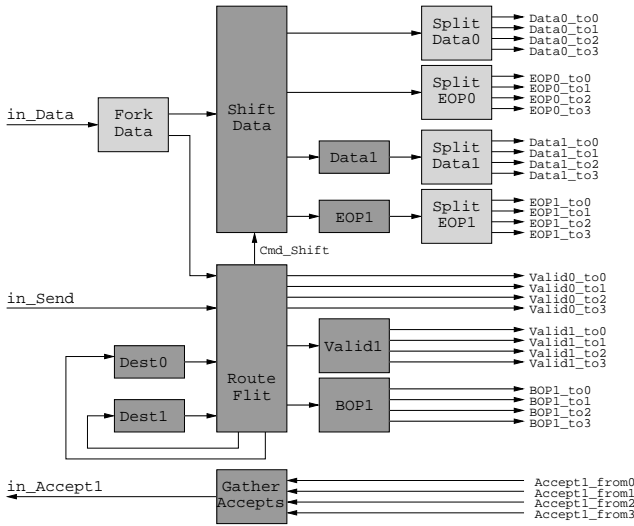 Split
Data0
Data0_to0
Data0_to1
Data0_to2
Data0_to3
Split
EOP0
EOP0_to0
EOP0_to1
EOP0_to2
EOP0_to3
in_Data
Fork
Data
Shift
Data
Data1
Split
Data1
Data1_to0
Data1_to1
Data1_to2
Data1_to3
EOP1
Split
EOP1
EOP1_to0
EOP1_to1
EOP1_to2
EOP1_to3
Cmd_Shift
in_Send
Valid0_to0
Valid0_to1
Valid0_to2
Valid0_to3
Dest0
Dest1
Route
Flit
Valid1
Valid1_to0
Valid1_to1
Valid1_to2
Valid1_to3
BOP1
BOP1_to0
BOP1_to1
BOP1_to2
BOP1_to3
in_Accept1
Gather
Accepts
Accept1_from0
Accept1_from1
Accept1_from2
Accept1_from3